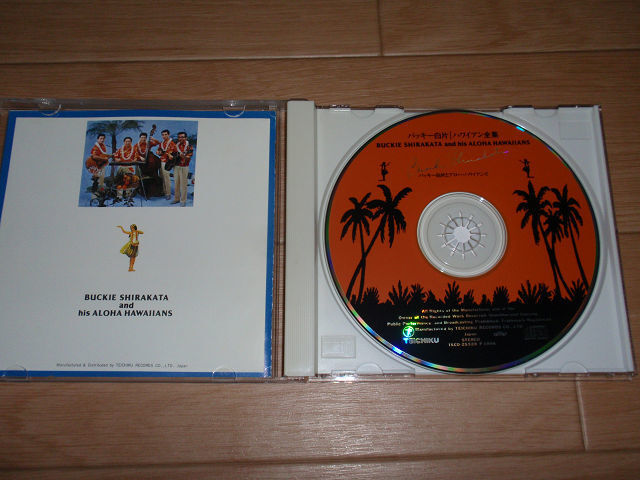 BUCKIE SHIRAKATA
and
his ALOHA HAWAIIANS
Manufactured & Distributed by TEICHIKU RECORDS CO.,LTD. Japan
バッキー白片|ハワイアン全集
BUCKIE SHIRAKATA and his ALOHA HAWAIIANS
バッキー白片とアロハ・ハワイアンズ
All Rights of the Manufacturer and of the
Owner of the Recorded Work Reserved
Public Performance and Broadcasting
Manufactured by TEICHIKU RECORDS CO., LTD
Japan
TEICHIKU
STEREO